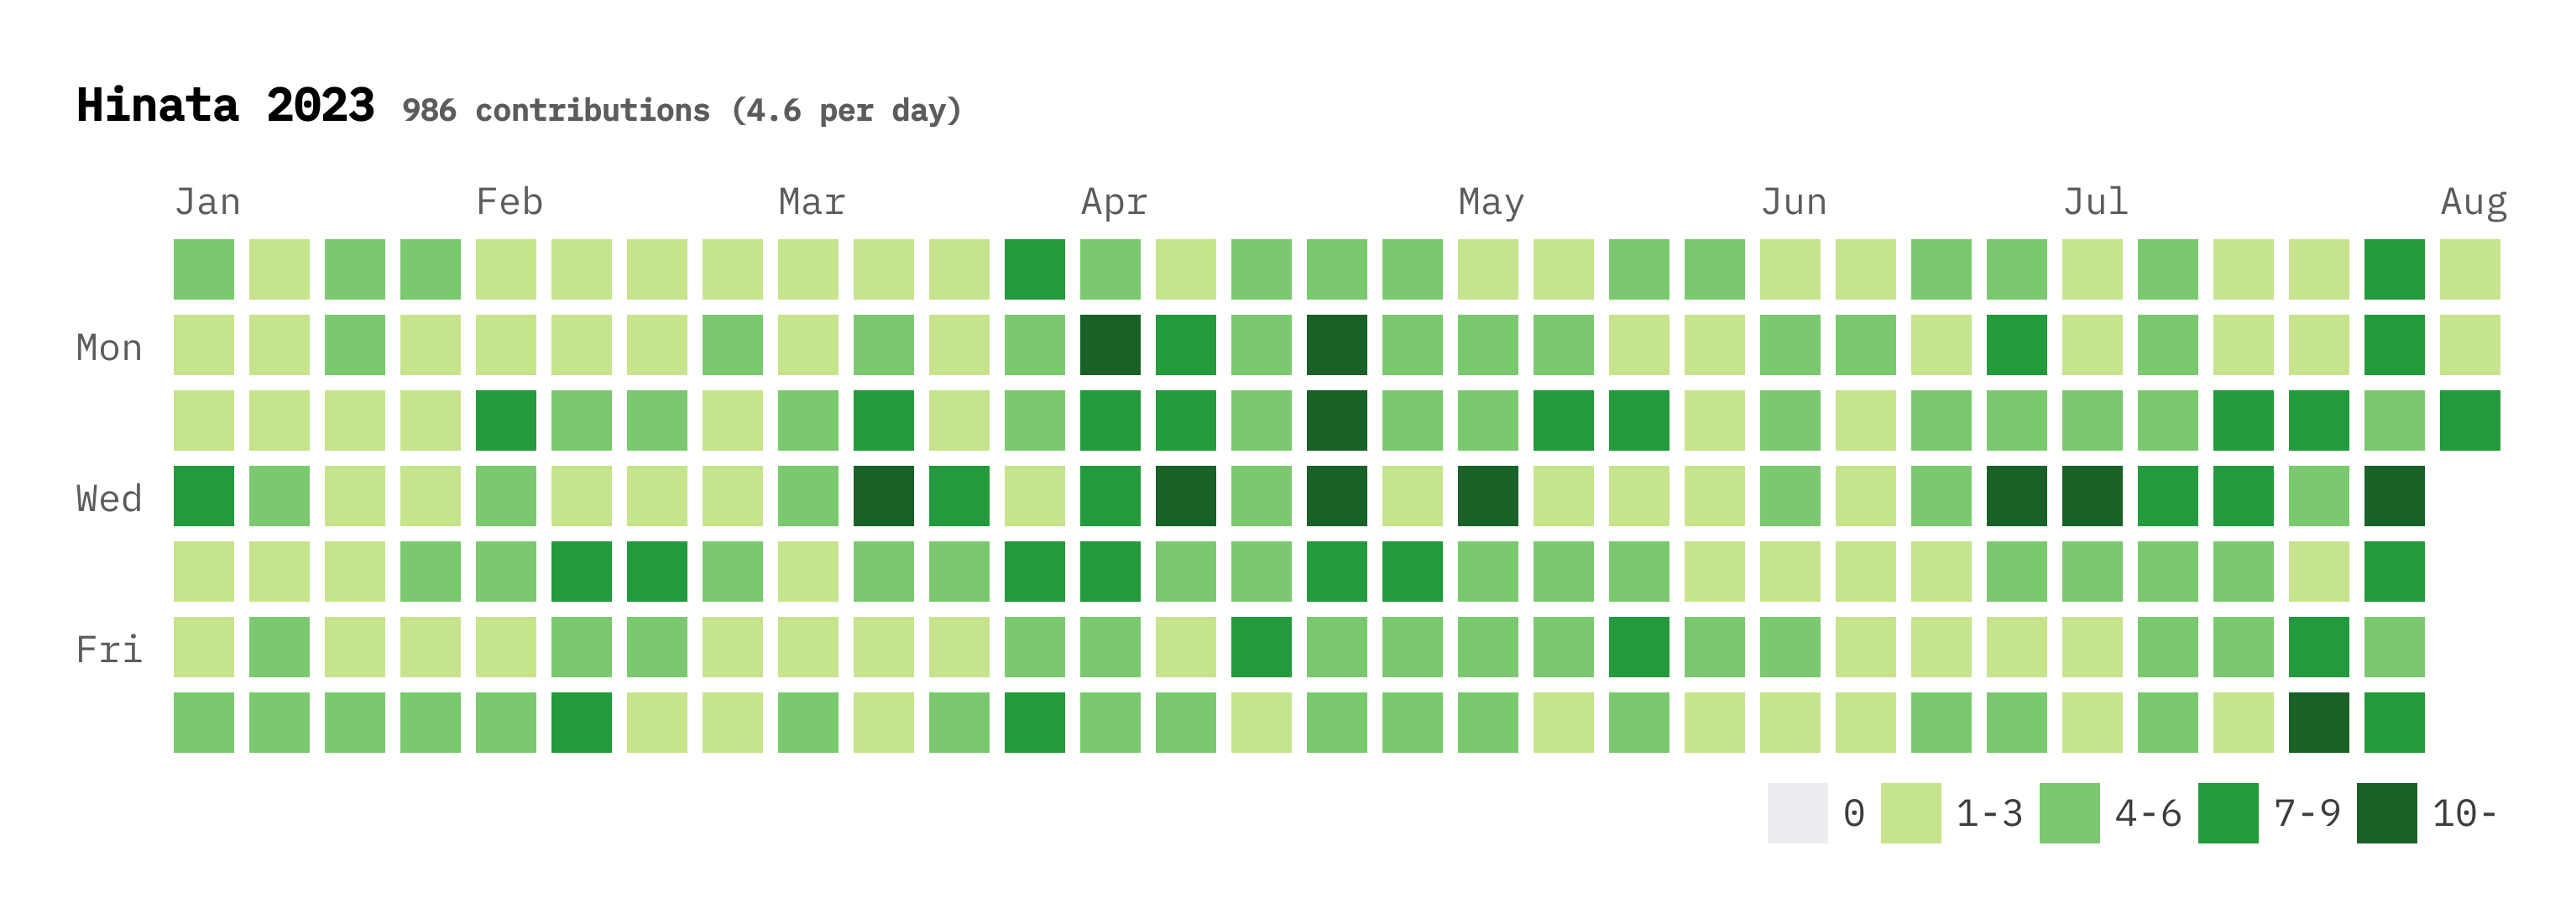 Hinata 2023 986 contributions (4.6 per day)
Jan Feb Mar Apr May Jun Jul Aug
Mon
Wed
Fri
0 1-3 4-6 7-9 10-